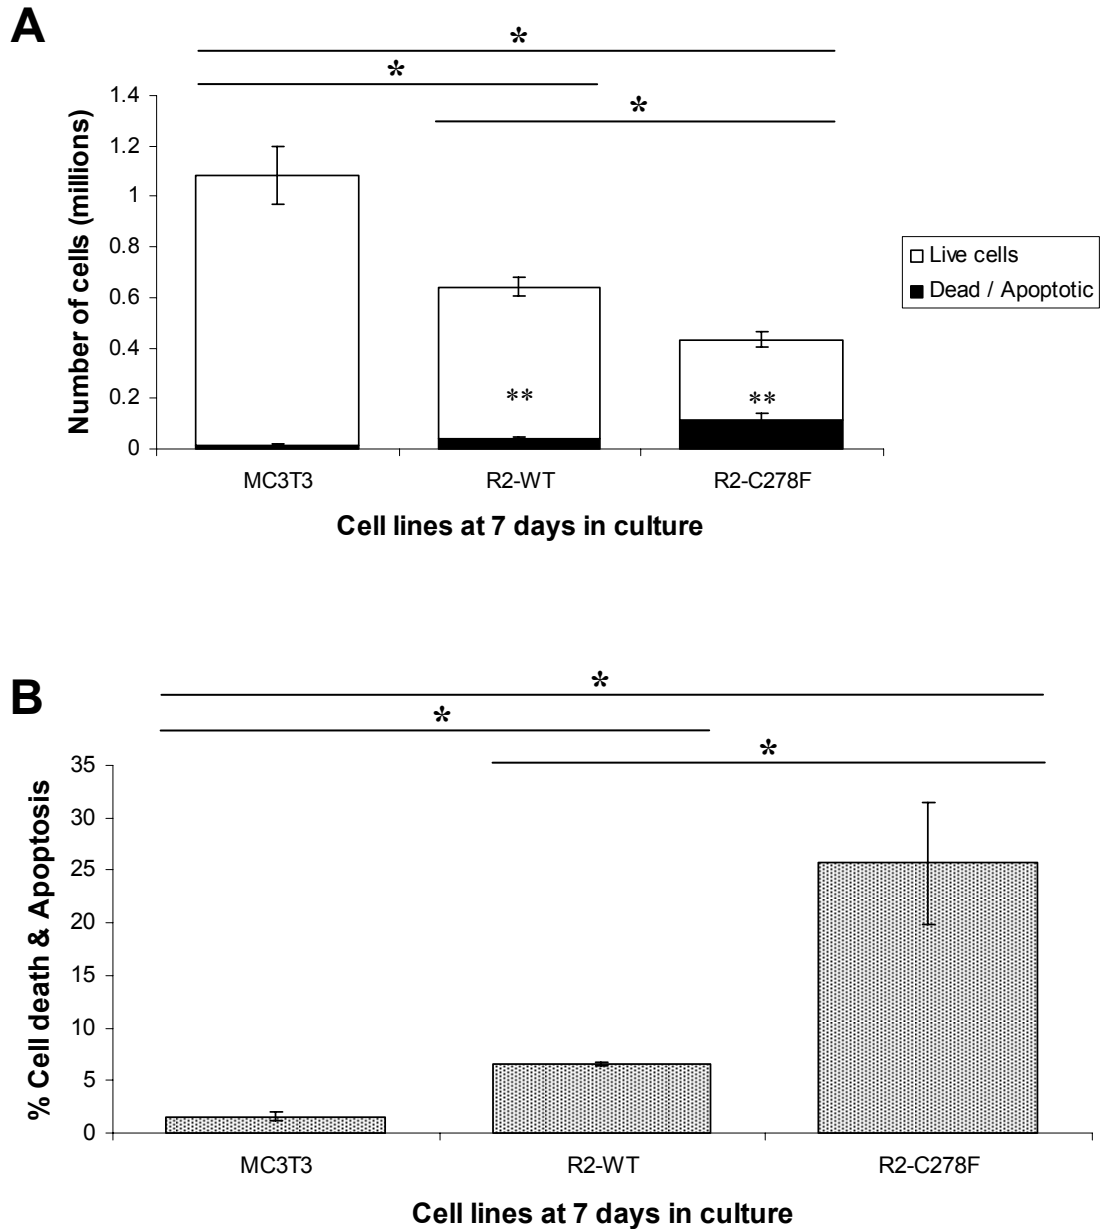 A
*
*
*
1.4
1.2
1
0.8
0.6
0.4
0.2
0
Number of cells (millions)
**
**
Live cells
Dead / Apoptotic
MC3T3 R2-WT R2-C278F
Cell lines at 7 days in culture
B
*
*
*
35
30
25
20
15
10
5
0
% Cell death & Apoptosis
MC3T3 R2-WT R2-C278F
Cell lines at 7 days in culture